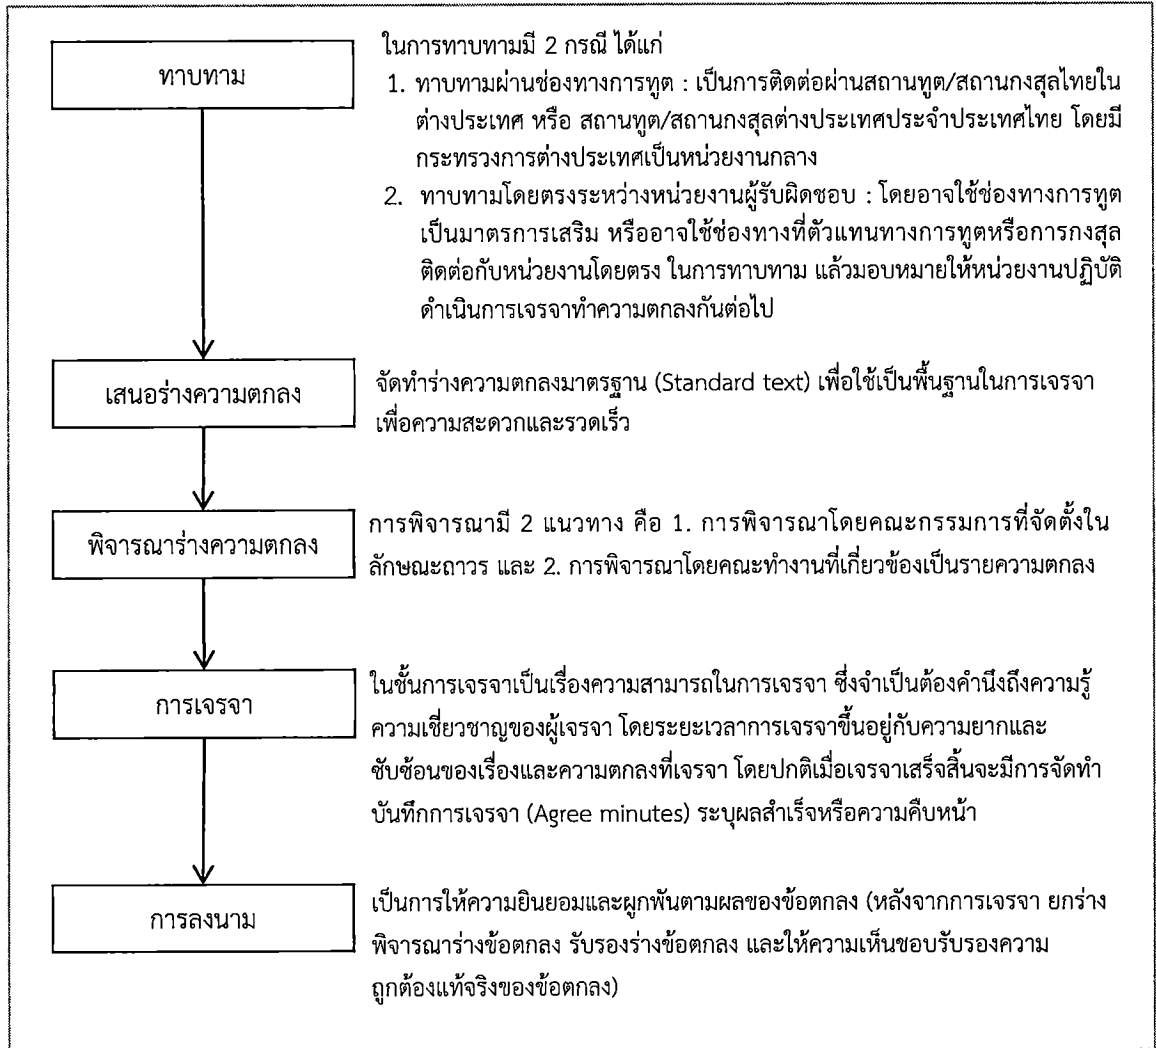 ทาบทาม
ในการทาบทามมี 2 กรณี ได้แก่
1. ทาบทามผ่านช่องทางการทูต : เป็นการติดต่อผ่านสถานทูต/สถานกงสุลไทยใน
ต่างประเทศ หรือ สถานทูต/สถานกงสุลต่างประเทศประจำประเทศไทย โดยมี
กระทรวงการต่างประเทศเป็นหน่วยงานกลาง
2. ทาบทามโดยตรงระหว่างหน่วยงานผู้รับผิดชอบ : โดยอาจใช้ช่องทางการทูต
เป็นมาตรการเสริม หรืออาจใช้ช่องทางที่ตัวแทนทางการทูตหรือการกงสุล
ติดต่อกับหน่วยงานโดยตรง ในการทาบทาม แล้วมอบหมายให้หน่วยงานปฏิบัติ
ดำเนินการเจรจาทำความตกลงกันต่อไป
เสนอร่างความตกลง
จัดทำร่างความตกลงมาตรฐาน (Standard text) เพื่อใช้เป็นพื้นฐานในการเจรจา
เพื่อความสะดวกและรวดเร็ว
พิจารณาร่างความตกลง
การพิจารณามี 2 แนวทาง คือ 1. การพิจารณาโดยคณะกรรมการที่จัดตั้งใน
ลักษณะถาวร และ 2. การพิจารณาโดยคณะทำงานที่เกี่ยวข้องเป็นรายความตกลง
การเจรจา
ในชั้นการเจรจาเป็นเรื่องความสามารถในการเจรจา ซึ่งจำเป็นต้องคำนึงถึงความรู้
ความเชี่ยวชาญของผู้เจรจา โดยระยะเวลาการเจรจาขึ้นอยู่กับความยากและ
ซับซ้อนของเรื่องและความตกลงที่เจรจา โดยปกติเมื่อเจรจาเสร็จสิ้นจะมีการจัดทำ
บันทึกการเจรจา (Agree minutes) ระบุผลสำเร็จหรือความคืบหน้า
การลงนาม
เป็นการให้ความยินยอมและผูกพันตามผลของข้อตกลง (หลังจากการเจรจา ยกร่าง
พิจารณาร่างข้อตกลง รับรองร่างข้อตกลง และให้ความเห็นชอบรับรองความ
ถูกต้องแท้จริงของข้อตกลง)